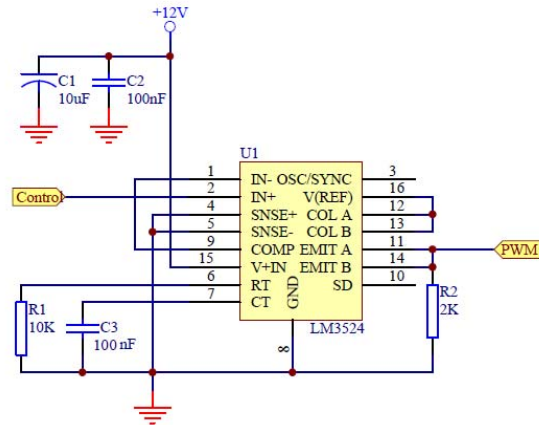 +12V
C1
10uF
C2
100nF
U1
1 IN- OSC/SYNC 3
Control 2 IN+ V(REF) 16
4 SNSE+ COL A 12
5 SNSE- COL B 13
9 COMP EMIT A 11 PWM
15 V+IN EMIT B 14
6 RT SD 10
7 CT GND
R1
10K
C3
100 nF
8
LM3524
R2
2K